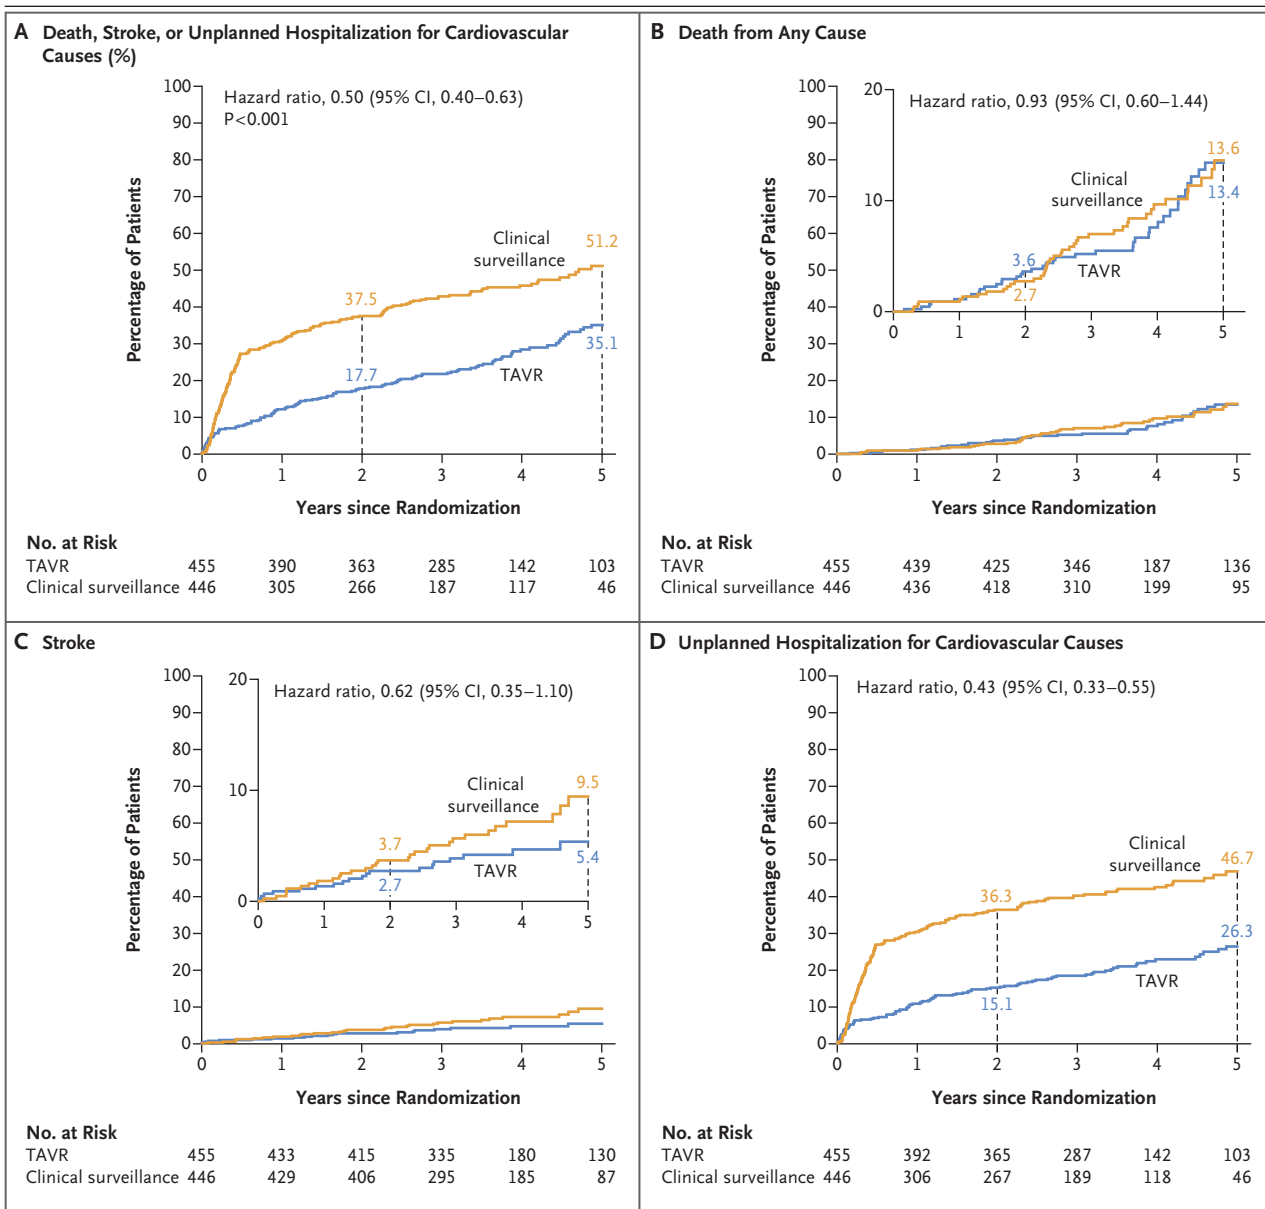 A Death, Stroke, or Unplanned Hospitalization for Cardiovascular
Causes (%)
Percentage of Patients
100
90
80
70
60
50
40
30
20
10
0
Hazard ratio, 0.50 (95% CI, 0.40–0.63)
P<0.001
Clinical
surveillance
51.2
37.5
35.1
17.7
TAVR
0 1 2 3 4 5
Years since Randomization
No. at Risk
TAVR 455 390 363 285 142 103
Clinical surveillance 446 305 266 187 117 46
B Death from Any Cause
Percentage of Patients
100
90
80
70
60
50
40
30
20
10
0
20
10
0
Hazard ratio, 0.93 (95% CI, 0.60–1.44)
13.6
Clinical
surveillance
13.4
3.6
TAVR
2.7
0 1 2 3 4 5
0 1 2 3 4 5
Years since Randomization
No. at Risk
TAVR 455 439 425 346 187 136
Clinical surveillance 446 436 418 310 199 95
C Stroke
Percentage of Patients
100
90
80
70
60
50
40
30
20
10
0
20
10
0
Hazard ratio, 0.62 (95% CI, 0.35–1.10)
Clinical
surveillance
9.5
3.7
5.4
TAVR
2.7
0 1 2 3 4 5
0 1 2 3 4 5
Years since Randomization
No. at Risk
TAVR 455 433 415 335 180 130
Clinical surveillance 446 429 406 295 185 87
D Unplanned Hospitalization for Cardiovascular Causes
Percentage of Patients
100
90
80
70
60
50
40
30
20
10
0
Hazard ratio, 0.43 (95% CI, 0.33–0.55)
Clinical
surveillance
46.7
36.3
26.3
TAVR
15.1
0 1 2 3 4 5
Years since Randomization
No. at Risk
TAVR 455 392 365 287 142 103
Clinical surveillance 446 306 267 189 118 46